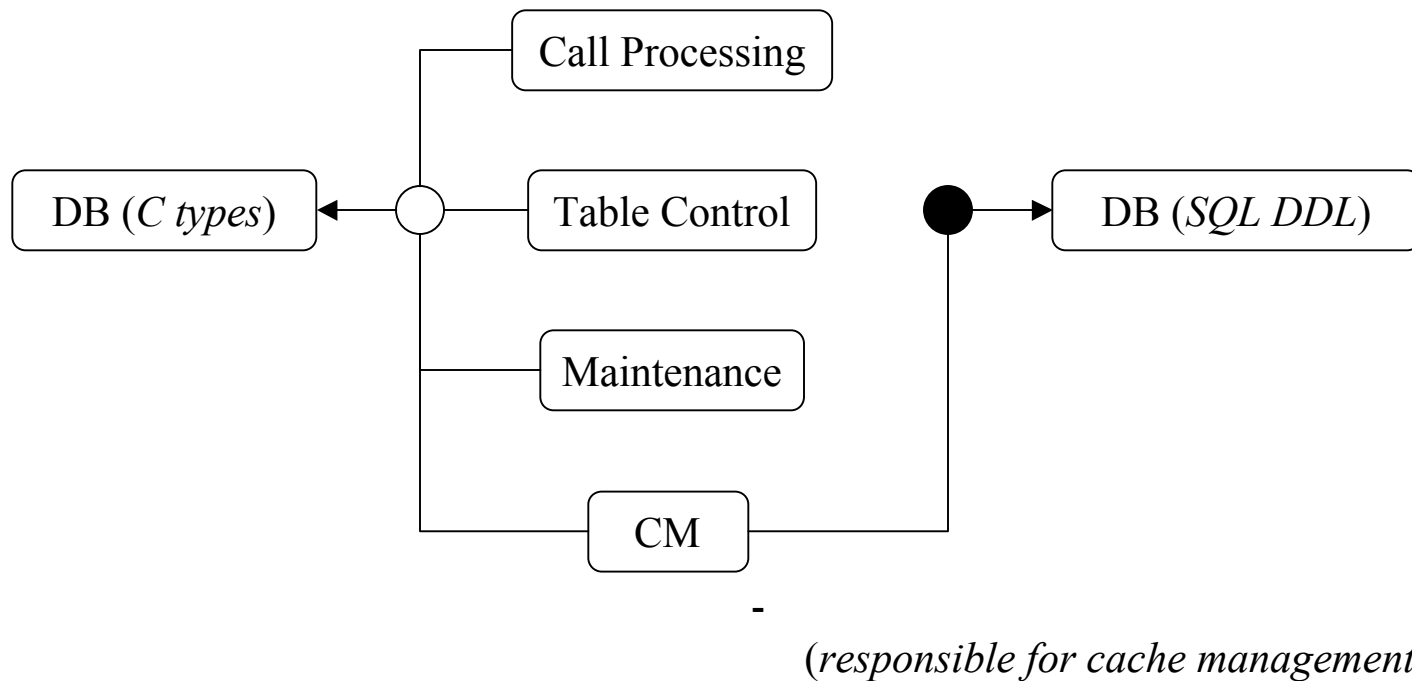 Call Processing
DB (C types)
Table Control
DB (SQL DDL)
Maintenance
CM
-
(responsible for cache management